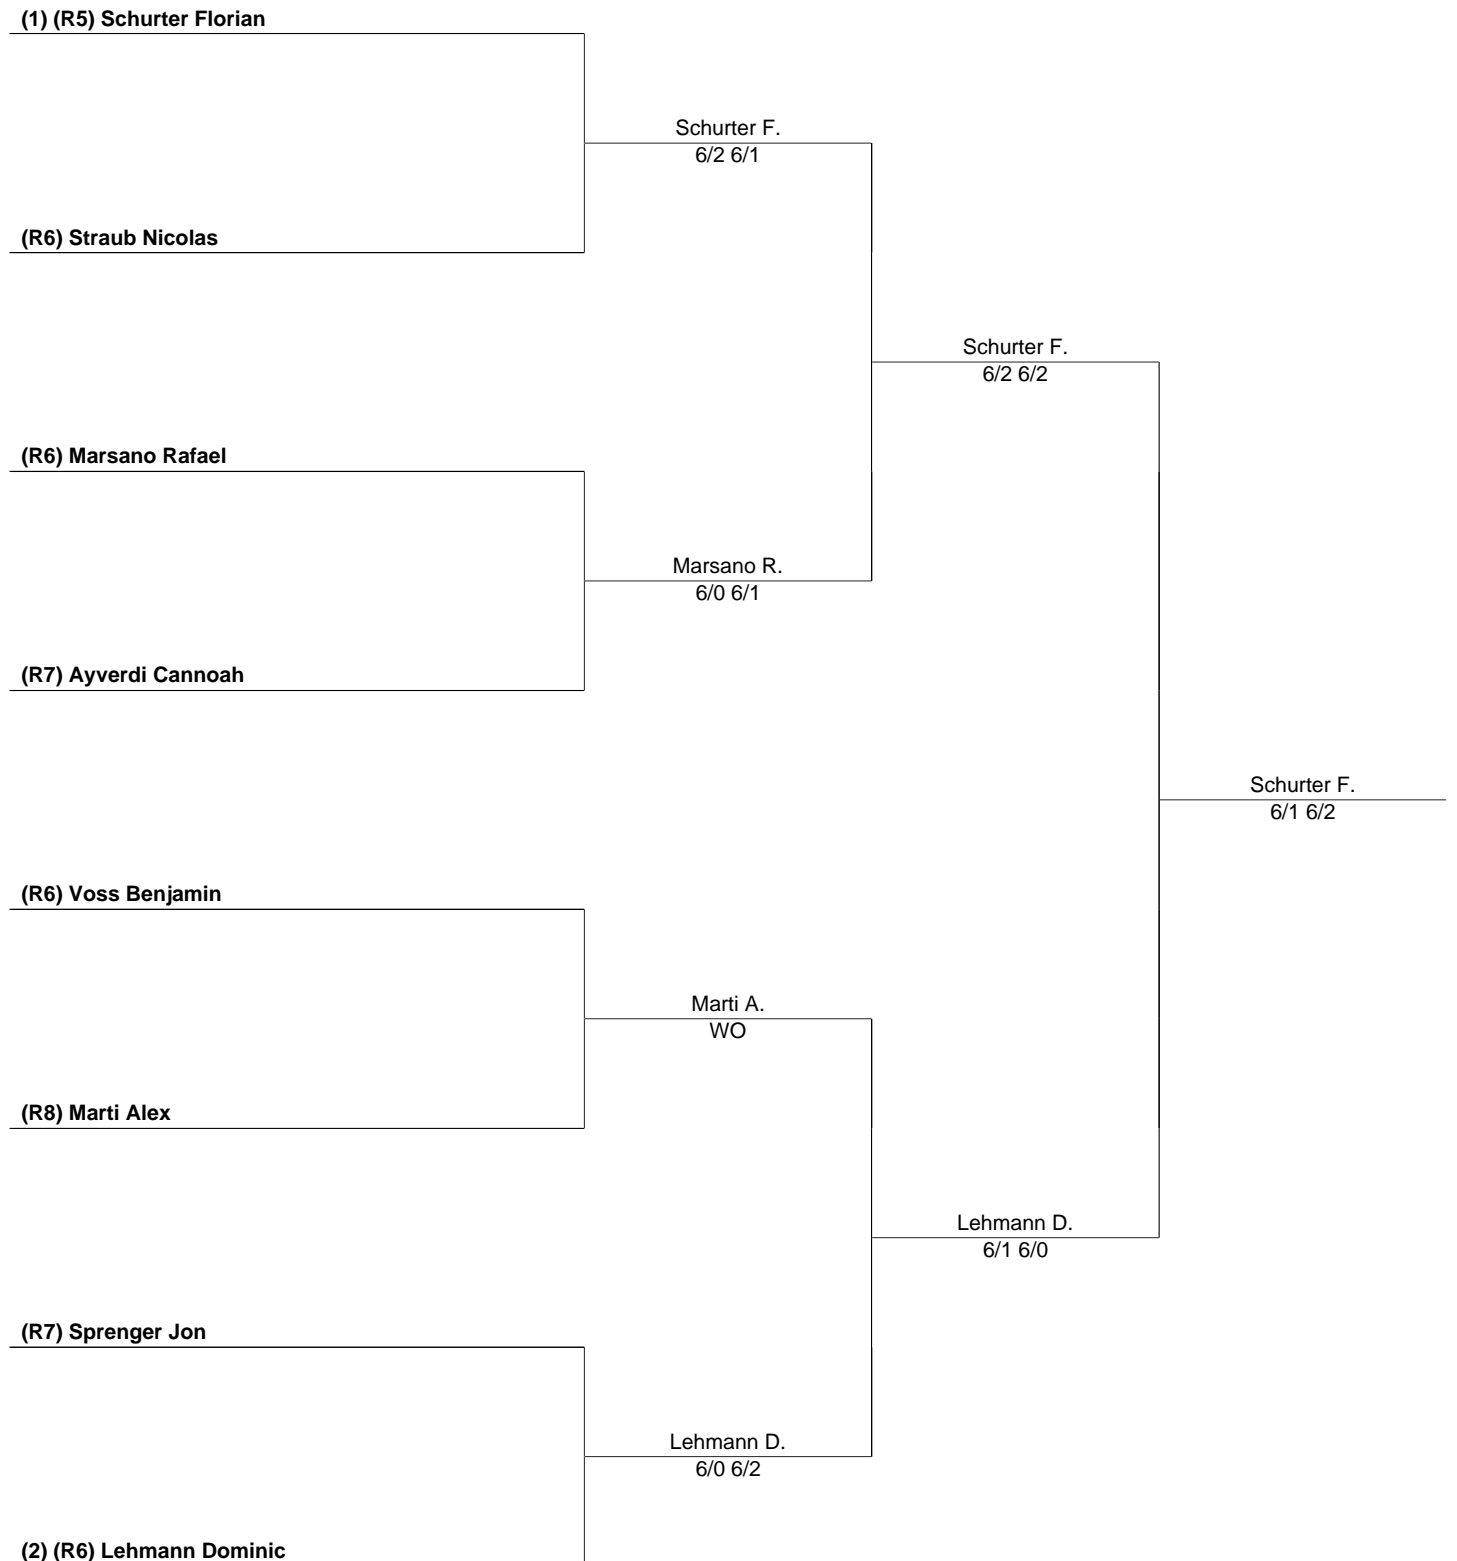 (1) (R5) Schurter Florian
Schurter F.
6/2 6/1
(R6) Straub Nicolas
Schurter F.
6/2 6/2
(R6) Marsano Rafael
Marsano R.
6/0 6/1
(R7) Ayverdi Cannoah
Schurter F.
6/1 6/2
(R6) Voss Benjamin
Marti A.
WO
(R8) Marti Alex
Lehmann D.
6/1 6/0
(R7) Sprenger Jon
Lehmann D.
6/0 6/2
(2) (R6) Lehmann Dominic